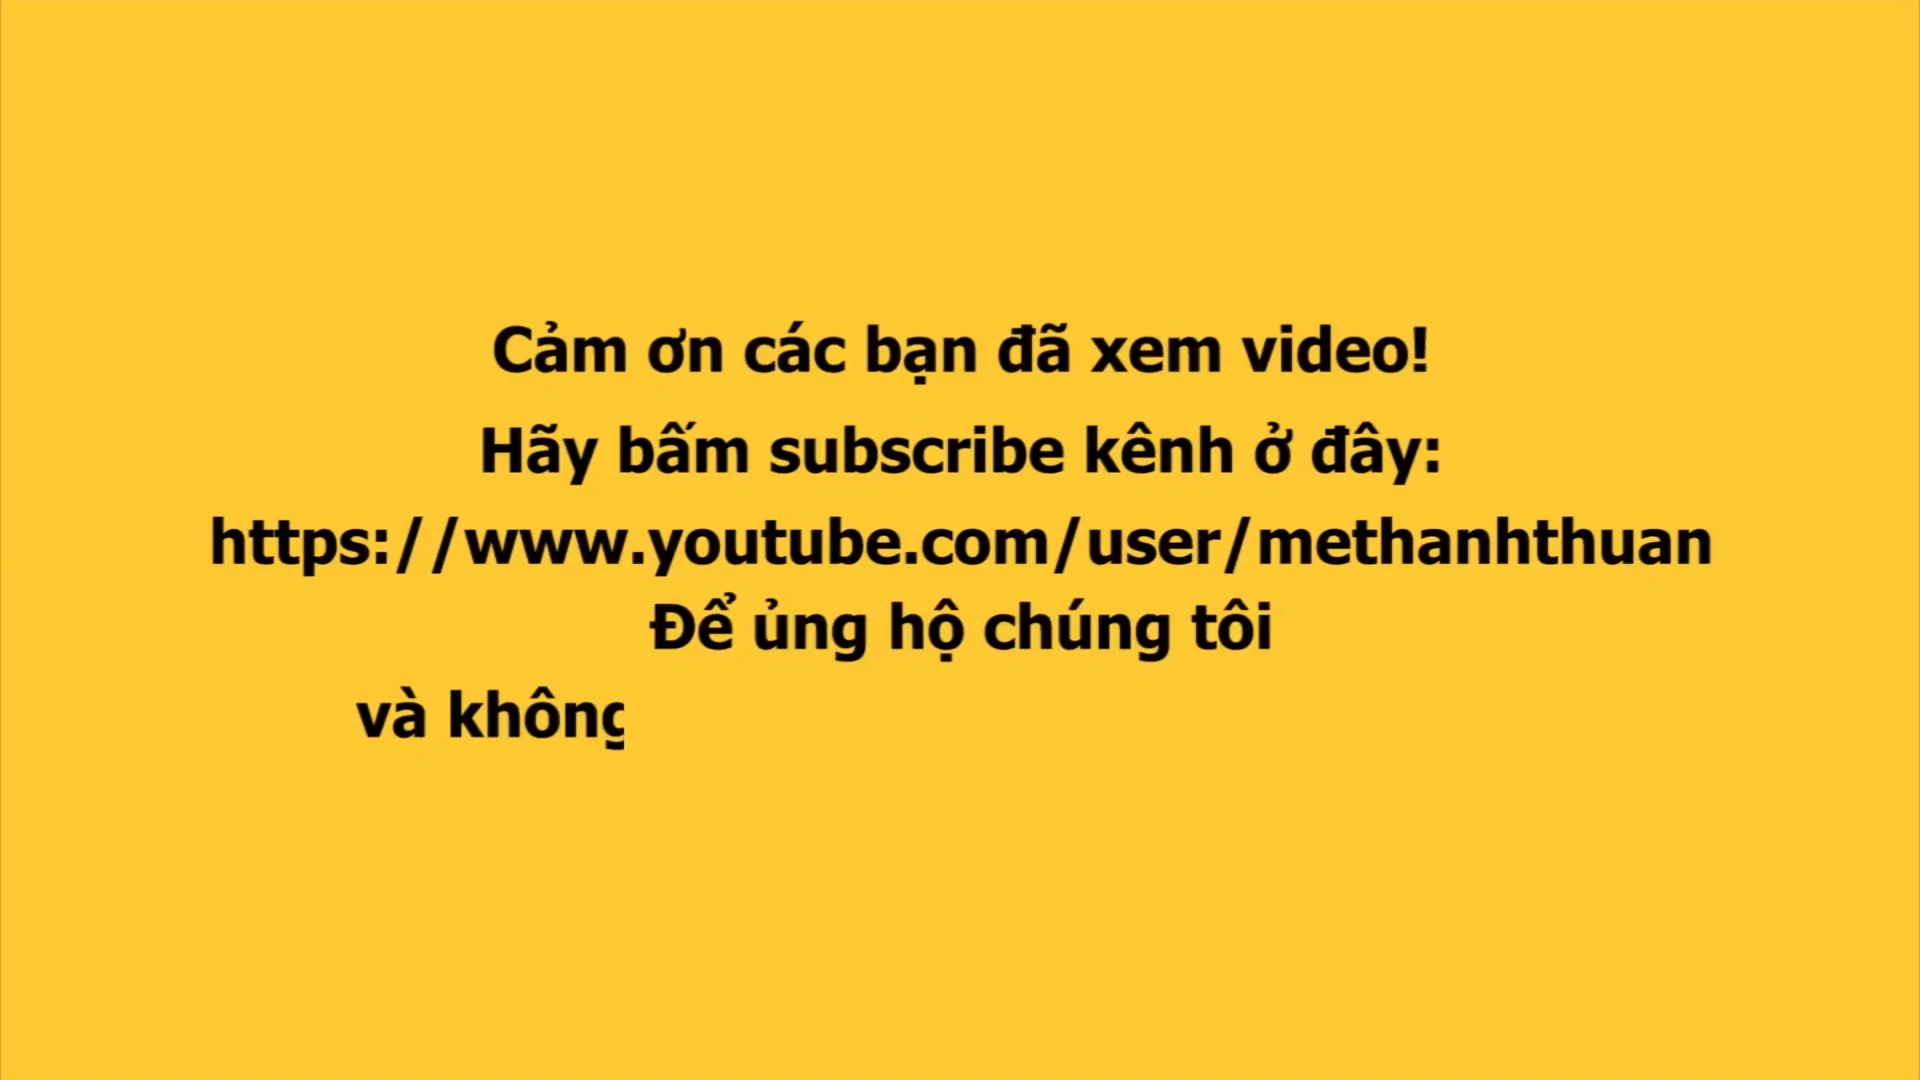 Cảm ơn các bạn đã xem video!
Hãy bấm subscribe kênh ở đây:
https://www.youtube.com/user/methanhthuan
Để ủng hộ chúng tôi
và không